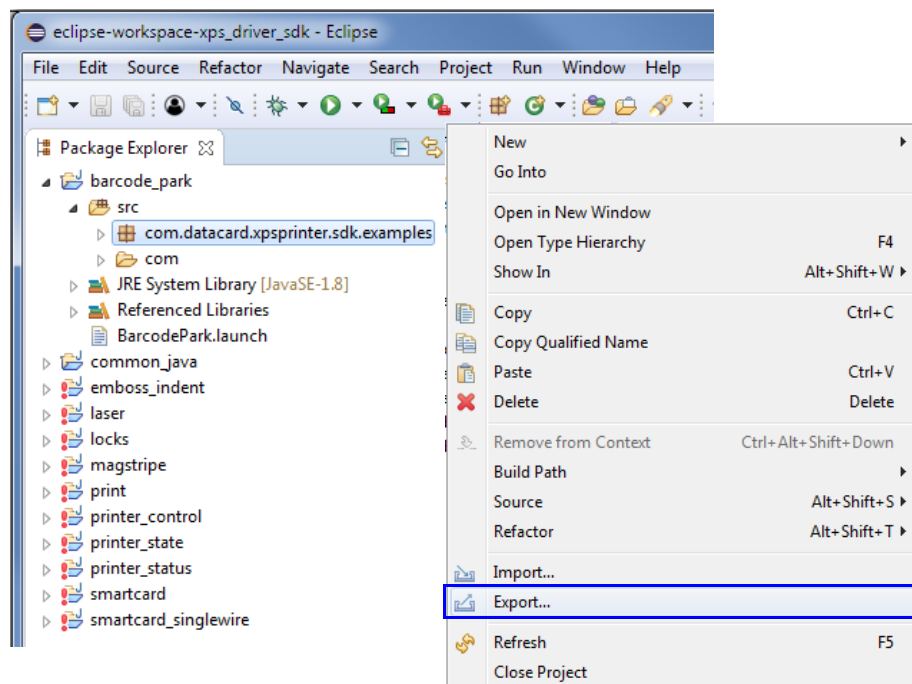 eclipse-workspace-xps_driver_sdk - Eclipse
File Edit Source Refactor Navigate Search Project Run Window Help
Package Explorer
barcode_park
src
com.datacard.xpsprinter.sdk.examples
com
JRE System Library [JavaSE-1.8]
Referenced Libraries
BarcodePark.launch
common_java
emboss_indent
laser
locks
magstripe
print
printer_control
printer_state
printer_status
smartcard
smartcard_singlewire
New
Go Into
Open in New Window
Open Type Hierarchy F4
Show In Alt+Shift+W
Copy Ctrl+C
Copy Qualified Name
Paste Ctrl+V
Delete Delete
Remove from Context Ctrl+Alt+Shift+Down
Build Path
Source Alt+Shift+S
Refactor Alt+Shift+T
Import...
Export...
Refresh F5
Close Project